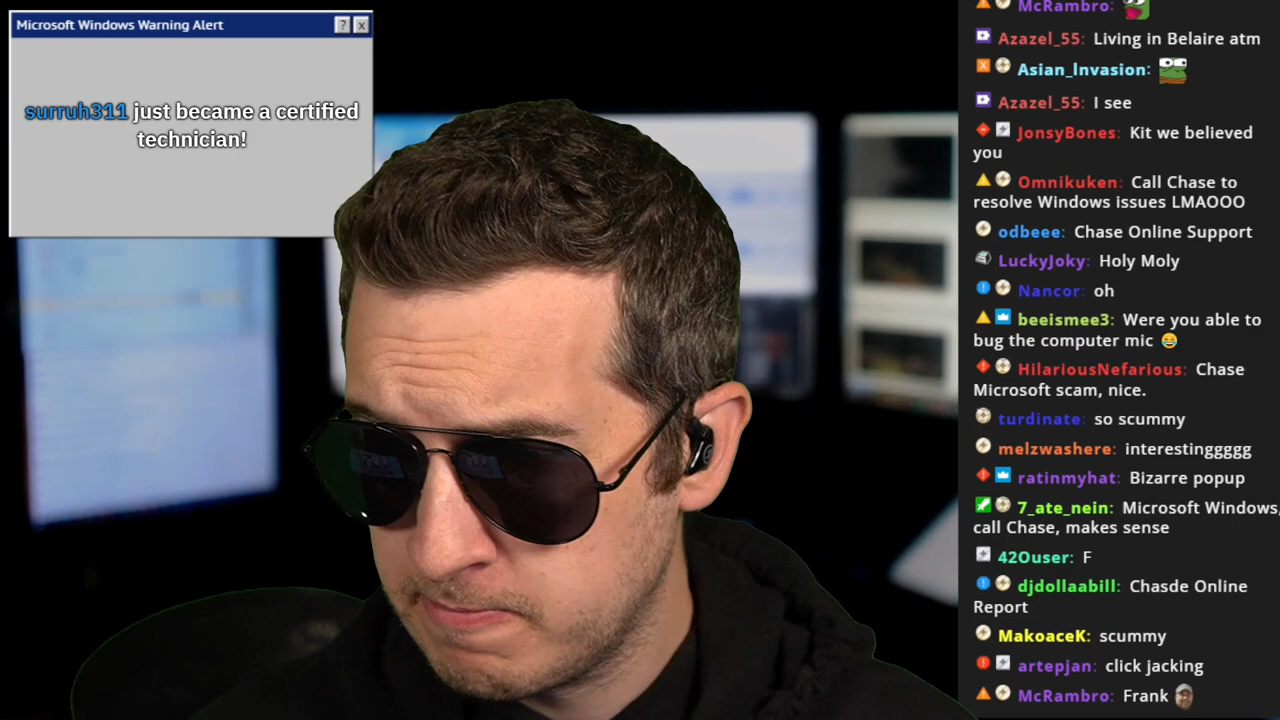 Microsoft Windows Warning Alert
surruh311 just became a certified
technician!
McRambro:
Azazel_55: Living in Belaire atm
Asian_Invasion:
Azazel_55: I see
JonsyBones: Kit we believed
you
Omnikuken: Call Chase to
resolve Windows issues LMAOOO
odbeee: Chase Online Support
LuckyJoky: Holy Moly
Nancor: oh
beeismee3: Were you able to
bug the computer mic 😂
HilariousNefarious: Chase
Microsoft scam, nice.
turdinate: so scummy
melzwashere: interestinggggg
ratinmyhat: Bizarre popup
7_ate_nein: Microsoft Windows,
call Chase, makes sense
42Ouser: F
djdollaabill: Chasde Online
Report
MakoaceK: scummy
artepjan: click jacking
McRambro: Frank